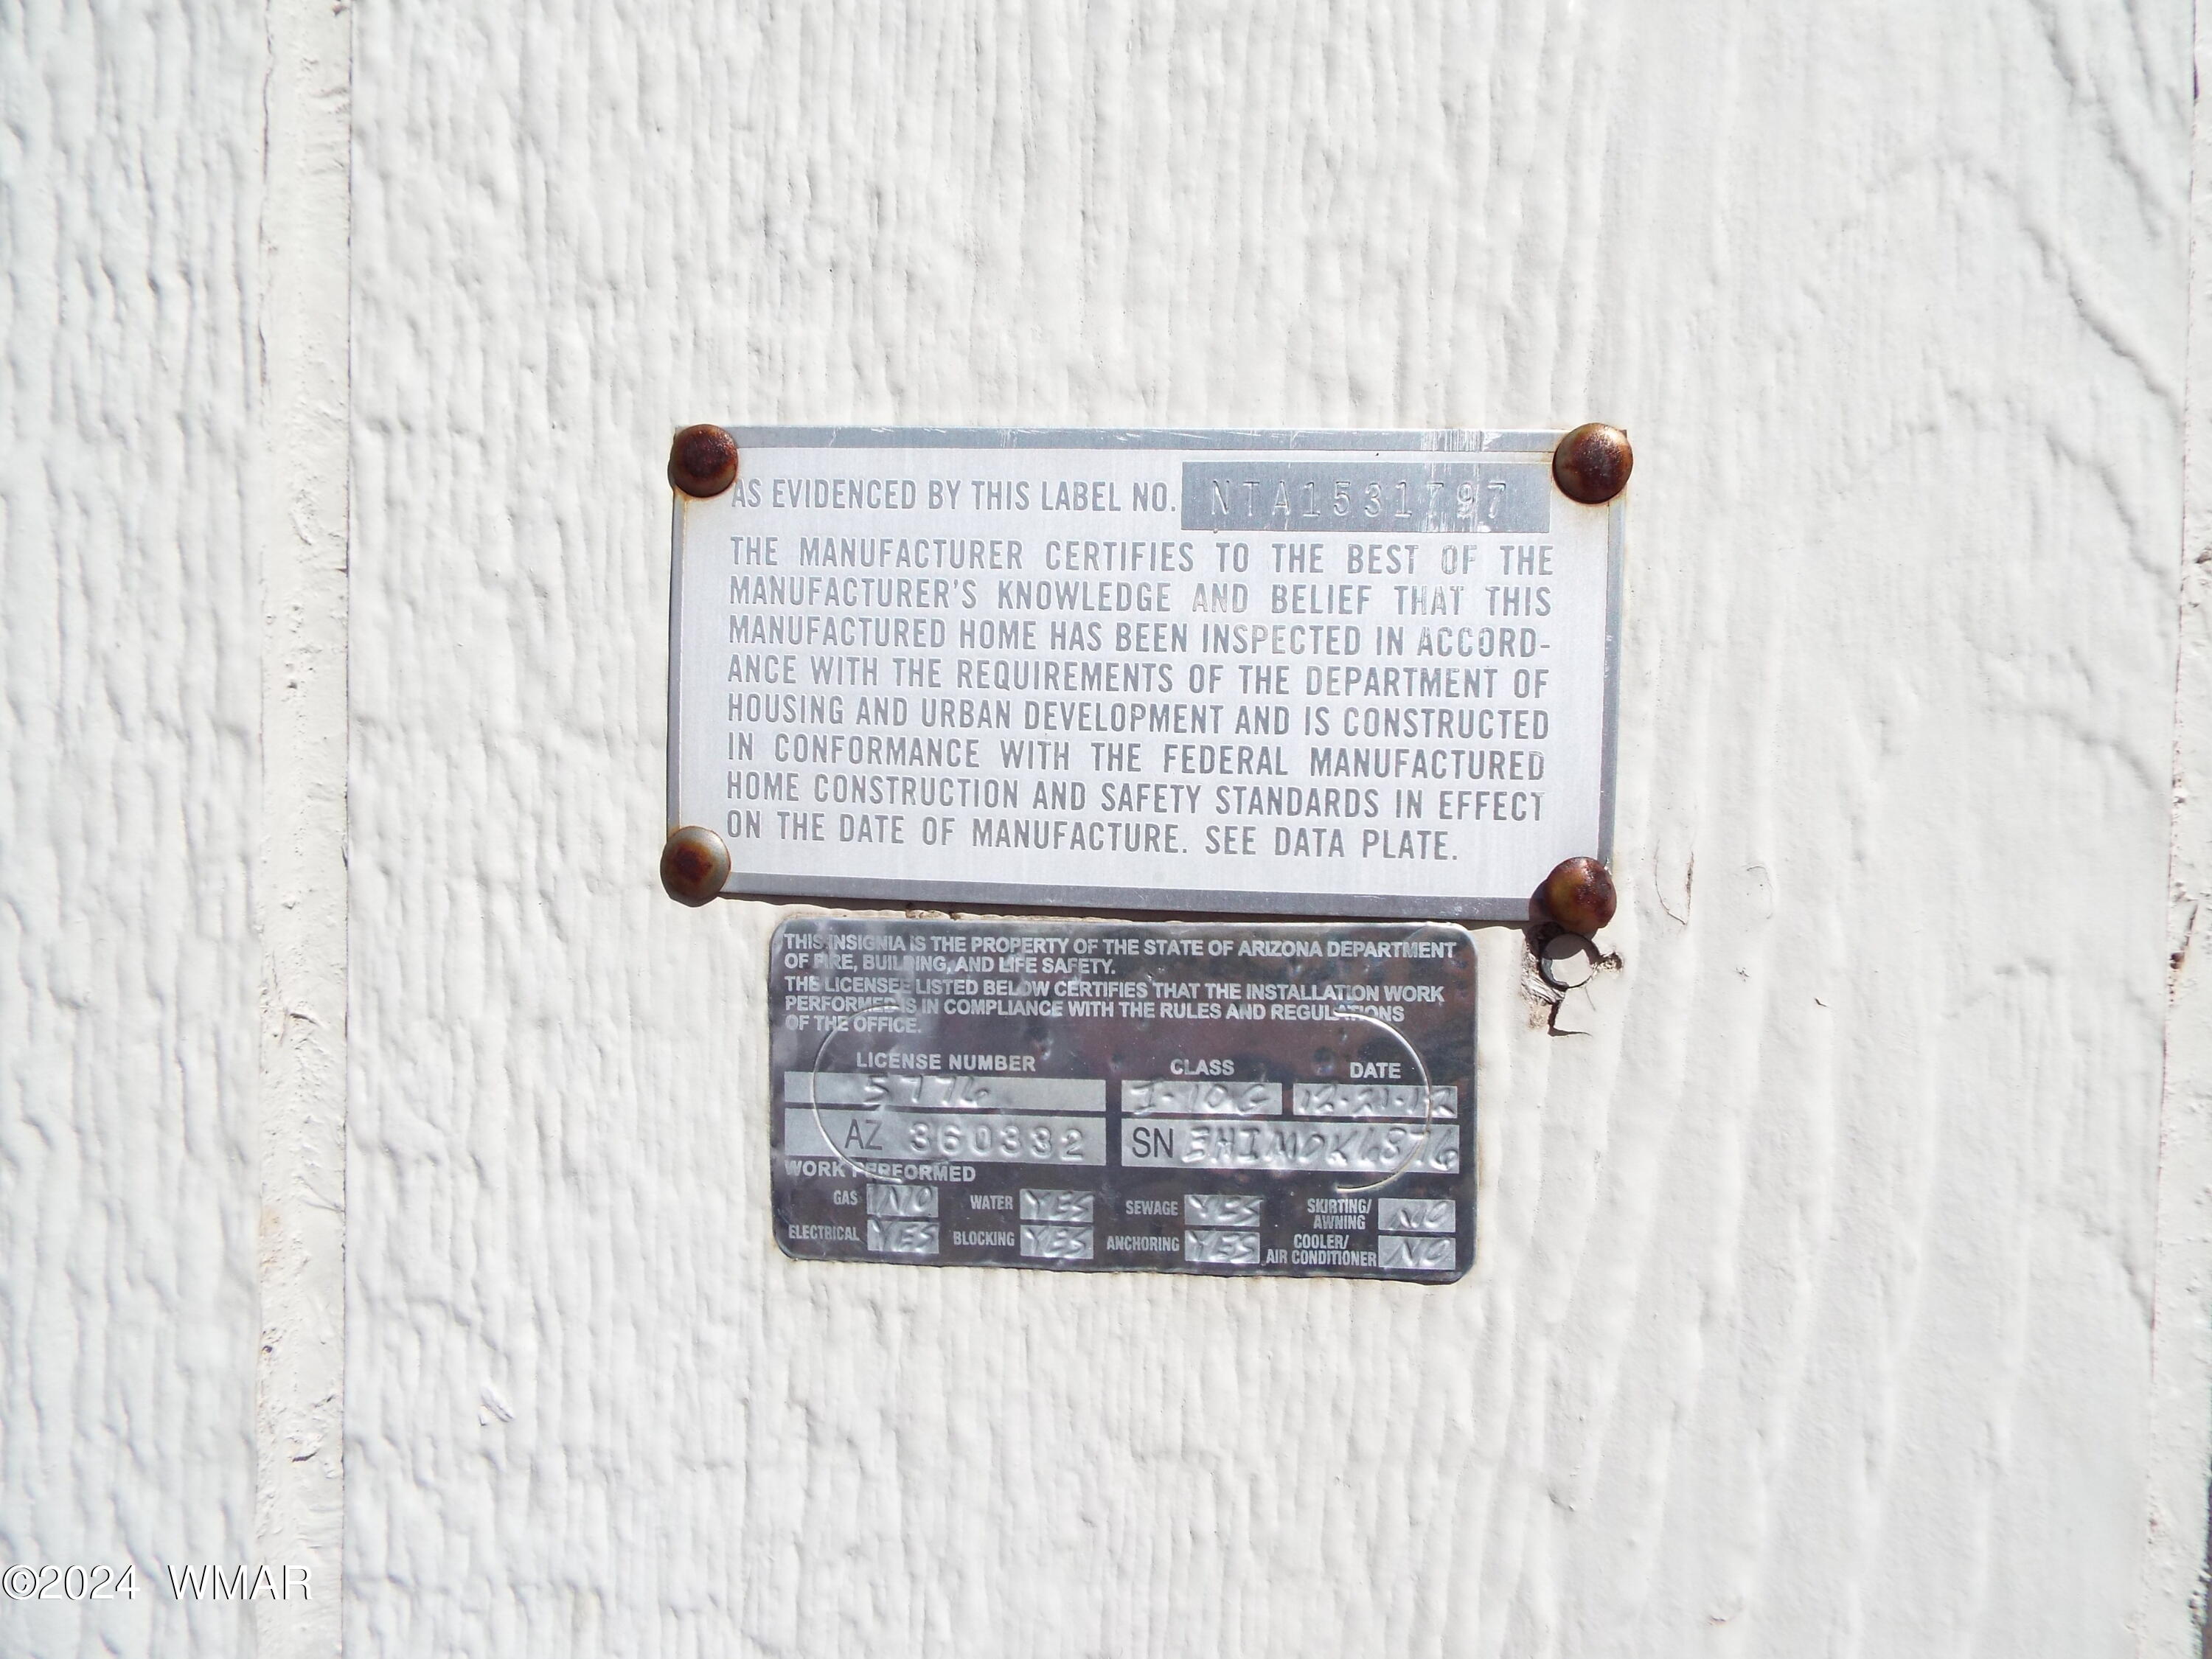 AS EVIDENCED BY THIS LABEL NO. NTA1531797
THE MANUFACTURER CERTIFIES TO THE BEST OF THE
MANUFACTURER'S KNOWLEDGE AND BELIEF THAT THIS
MANUFACTURED HOME HAS BEEN INSPECTED IN ACCORD-
ANCE WITH THE REQUIREMENTS OF THE DEPARTMENT OF
HOUSING AND URBAN DEVELOPMENT AND IS CONSTRUCTED
IN CONFORMANCE WITH THE FEDERAL MANUFACTURED
HOME CONSTRUCTION AND SAFETY STANDARDS IN EFFECT
ON THE DATE OF MANUFACTURE. SEE DATA PLATE.
THIS INSIGNIA IS THE PROPERTY OF THE STATE OF ARIZONA DEPARTMENT
OF FIRE, BUILDING, AND LIFE SAFETY.
THE LICENSEE LISTED BELOW CERTIFIES THAT THE INSTALLATION WORK
PERFORMED IS IN COMPLIANCE WITH THE RULES AND REGULATIONS
OF THE OFFICE.
LICENSE NUMBER CLASS DATE
5776 I-10C 12-21-12
AZ 360332 SN
WORK PERFORMED
GAS NO WATER YES SEWAGE YES SKIRTING/ AWNING NO
ELECTRICAL YES BLOCKING YES ANCHORING YES COOLER/ AIR CONDITIONER NO
©2024 WMAR